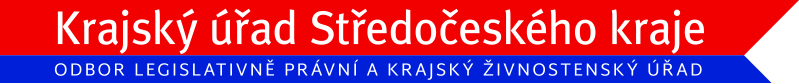 Krajský úřad Středočeského kraje
ODBOR LEGISLATIVNĚ PRÁVNÍ A KRAJSKÝ ŽIVNOSTENSKÝ ÚŘAD